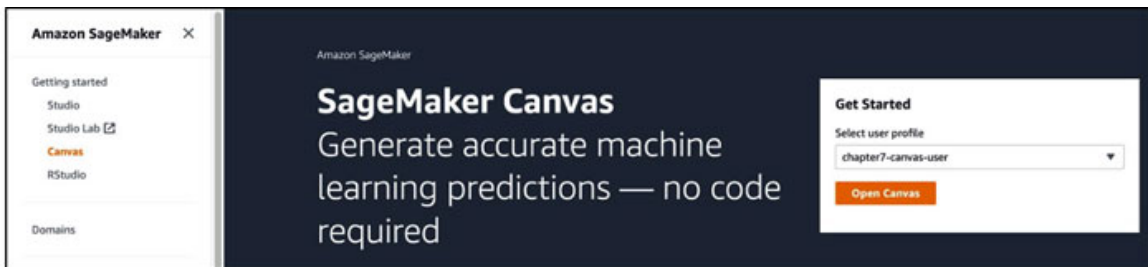 Amazon SageMaker ×
Getting started
Studio
Studio Lab
Canvas
RStudio
Domains
Amazon SageMaker
SageMaker Canvas
Generate accurate machine
learning predictions — no code
required
Get Started
Select user profile
chapter7-canvas-user
Open Canvas